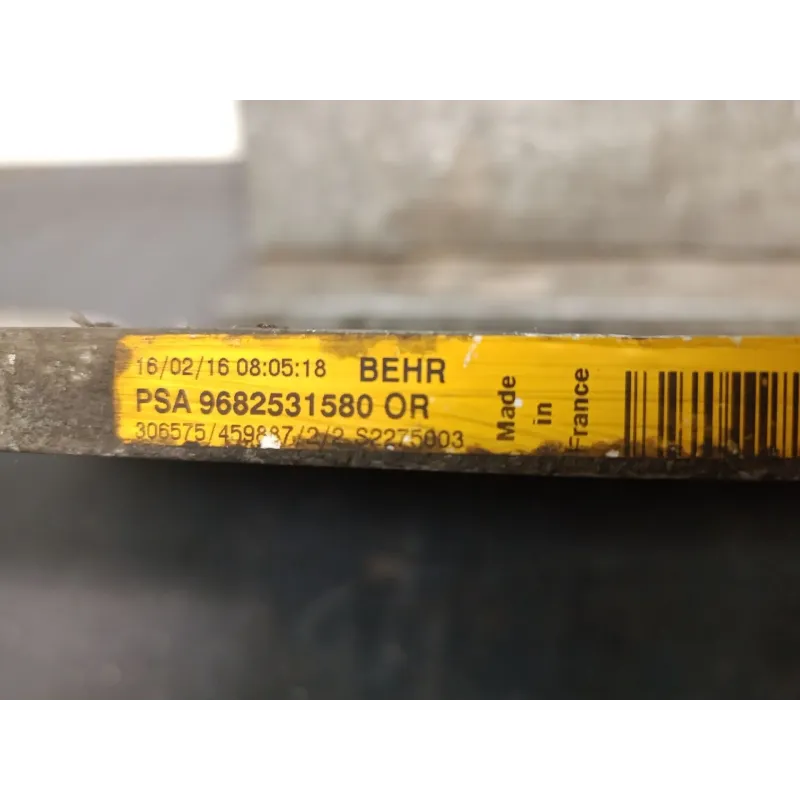 16/02/16 08:05:18 BEHR
PSA 9682531580 OR
306575/459887/2/2 S2275003
Made
in
France